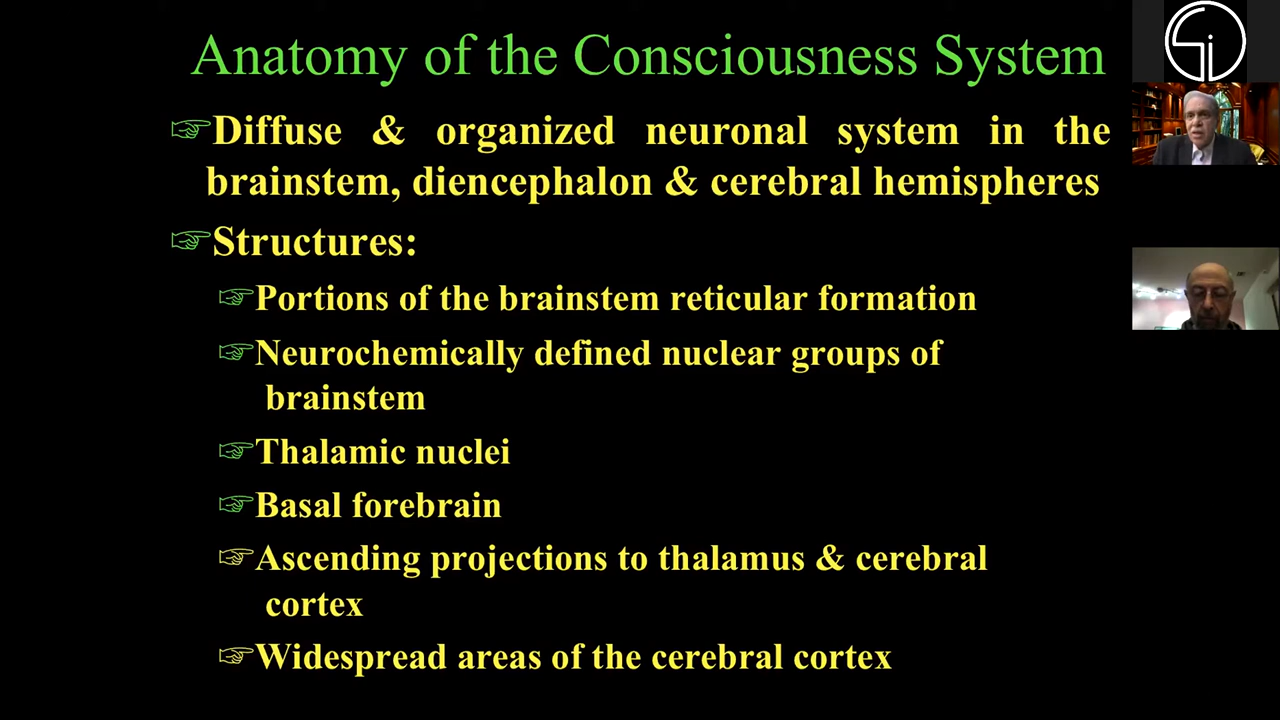 Anatomy of the Consciousness System
☞Diffuse & organized neuronal system in the
brainstem, diencephalon & cerebral hemispheres
☞Structures:
☞Portions of the brainstem reticular formation
☞Neurochemically defined nuclear groups of
brainstem
☞Thalamic nuclei
☞Basal forebrain
☞Ascending projections to thalamus & cerebral
cortex
☞Widespread areas of the cerebral cortex